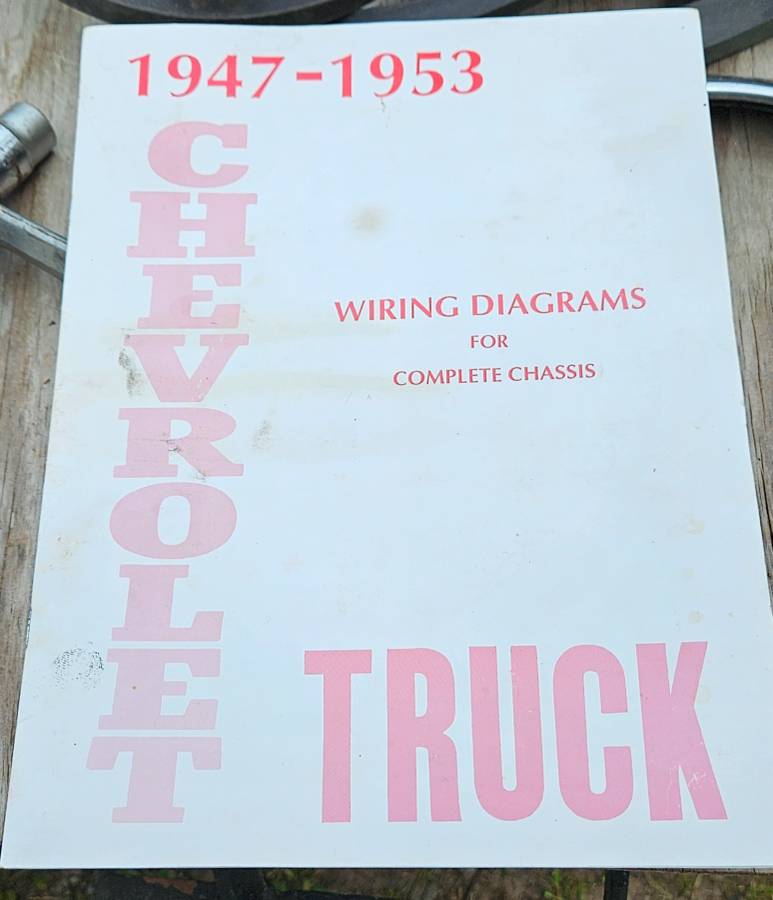 1947-1953
CHEVROLET
WIRING DIAGRAMS
FOR
COMPLETE CHASSIS
TRUCK